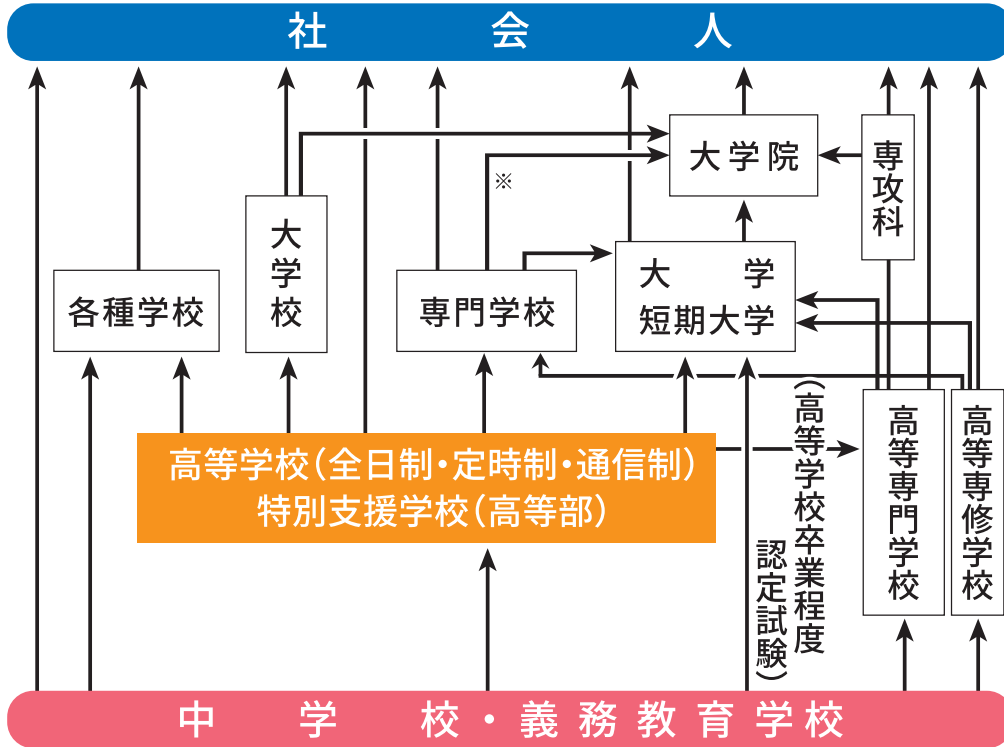 社会人
大学院
専攻科
※
大学校
各種学校
専門学校
大学
短期大学
高等学校(全日制・定時制・通信制)
特別支援学校(高等部)
(高等学校卒業程度
認定試験)
高等専門学校
高等専修学校
中学校・義務教育学校